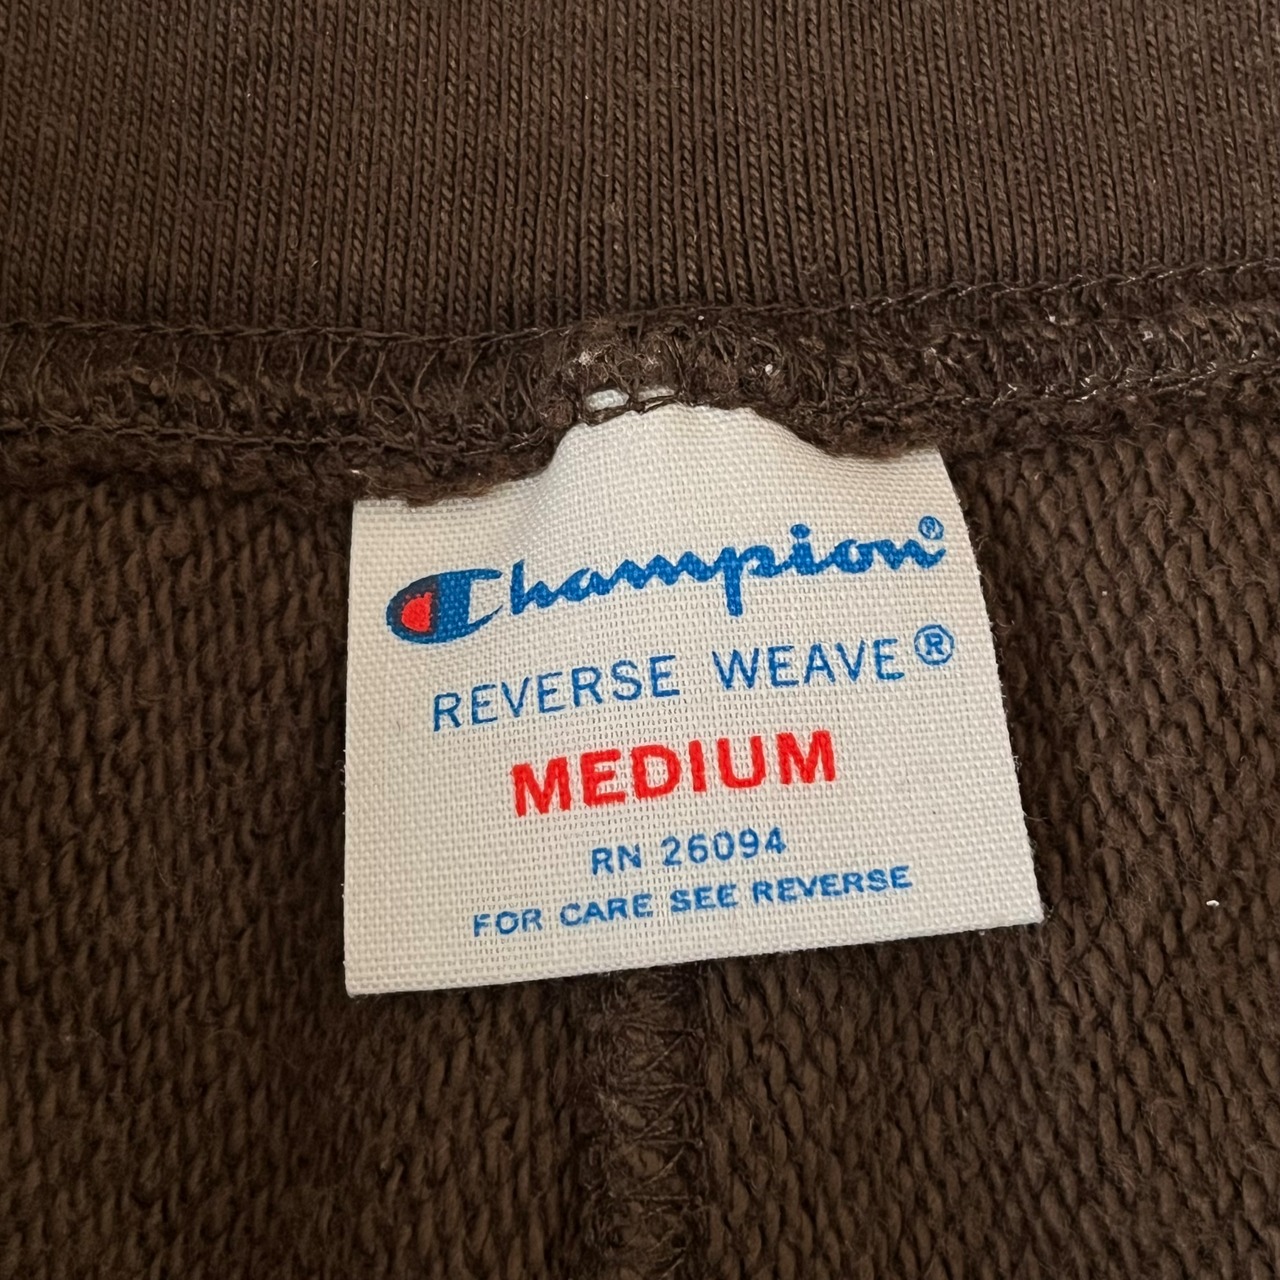 Champion®
REVERSE WEAVE®
MEDIUM
RN 26094
FOR CARE SEE REVERSE